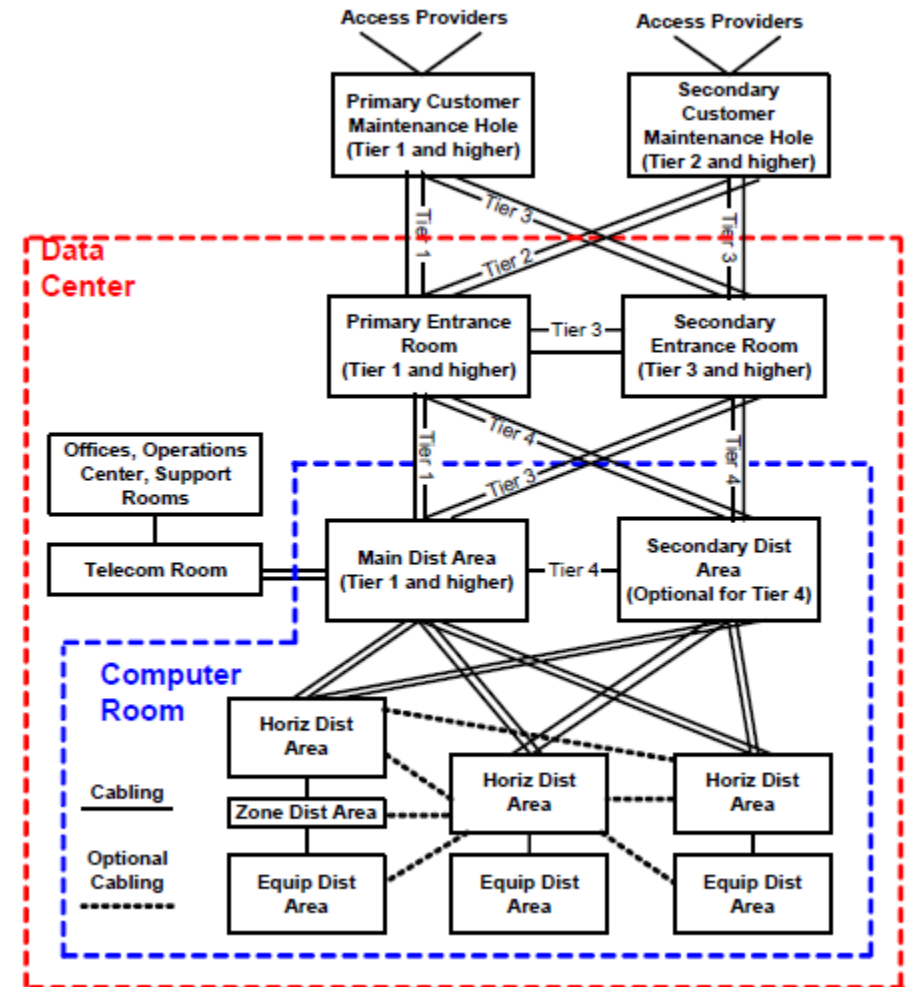 Access Providers
Access Providers
Primary Customer
Maintenance Hole
(Tier 1 and higher)
Secondary
Customer
Maintenance Hole
(Tier 2 and higher)
Tier 1
Tier 3
Tier 2
Tier 3
Data
Center
Primary Entrance
Room
(Tier 1 and higher)
Tier 3
Secondary
Entrance Room
(Tier 3 and higher)
Tier 1
Tier 4
Tier 3
Tier 4
Offices, Operations
Center, Support
Rooms
Telecom Room
Main Dist Area
(Tier 1 and higher)
Tier 4
Secondary Dist
Area
(Optional for Tier 4)
Computer
Room
Horiz Dist
Area
Horiz Dist
Area
Horiz Dist
Area
Cabling
Zone Dist Area
Optional
Cabling
Equip Dist
Area
Equip Dist
Area
Equip Dist
Area